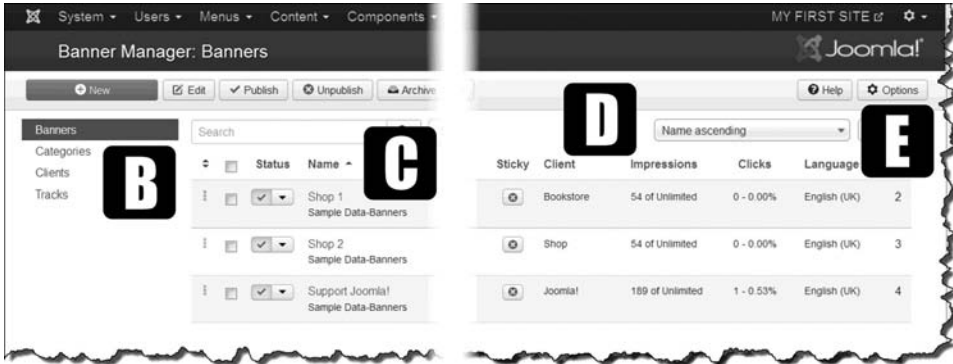 System Users Menus Content Components MY FIRST SITE
Banner Manager: Banners Joomla!
New Edit Publish Unpublish Archive Help Options
Banners Search Name ascending
Categories
Clients
Tracks
B C D E
Status Name Sticky Client Impressions Clicks Language
Shop 1 Bookstore 54 of Unlimited 0 - 0.00% English (UK) 2
Sample Data-Banners
Shop 2 Shop 54 of Unlimited 0 - 0.00% English (UK) 3
Sample Data-Banners
Support Joomla! Joomla! 189 of Unlimited 1 - 0.53% English (UK) 4
Sample Data-Banners